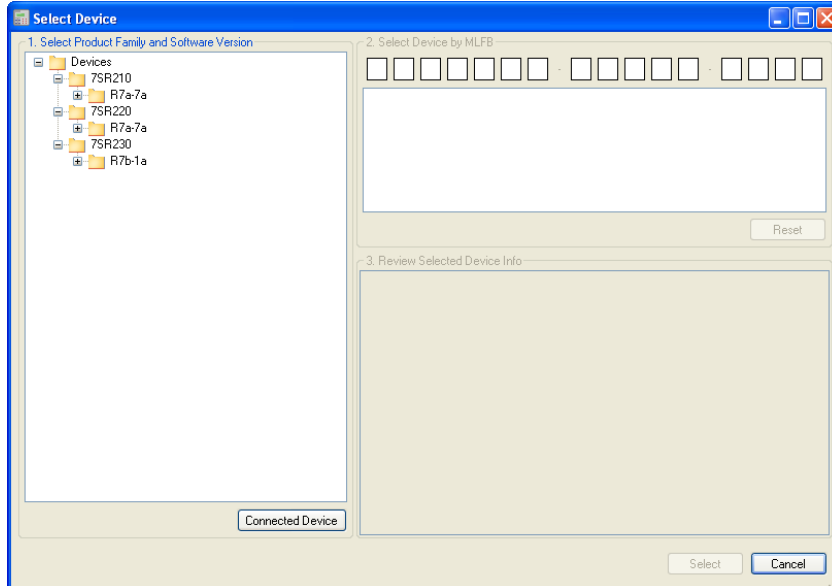 Select Device
1. Select Product Family and Software Version
Devices
7SR210
R7a-7a
7SR220
R7a-7a
7SR230
R7b-1a
Connected Device
2. Select Device by MLFB
- -
Reset
3. Review Selected Device Info
Select
Cancel